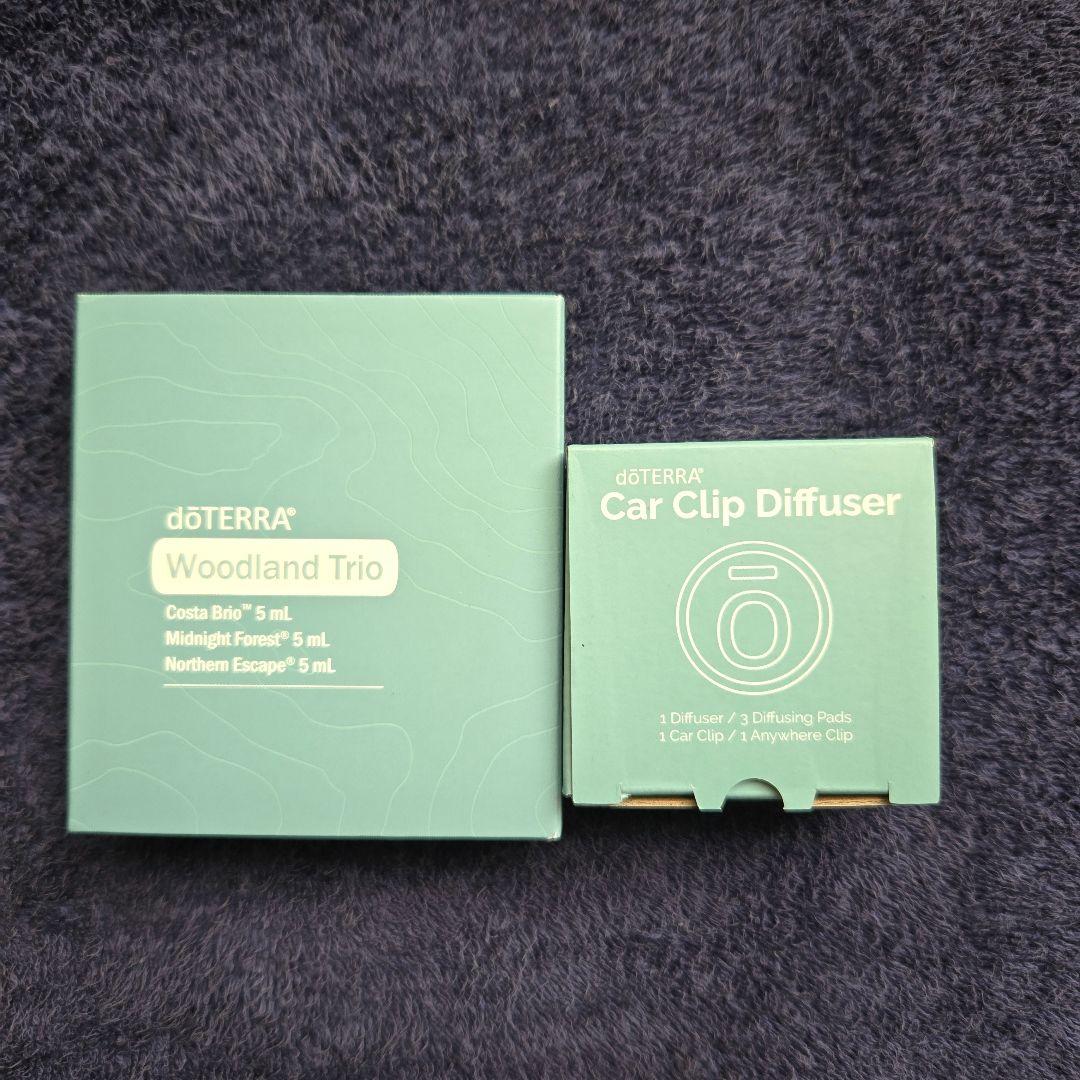 dōTERRA®
Woodland Trio
Costa Brio™ 5 mL
Midnight Forest® 5 mL
Northern Escape® 5 mL
dōTERRA®
Car Clip Diffuser
1 Diffuser / 3 Diffusing Pads
1 Car Clip / 1 Anywhere Clip